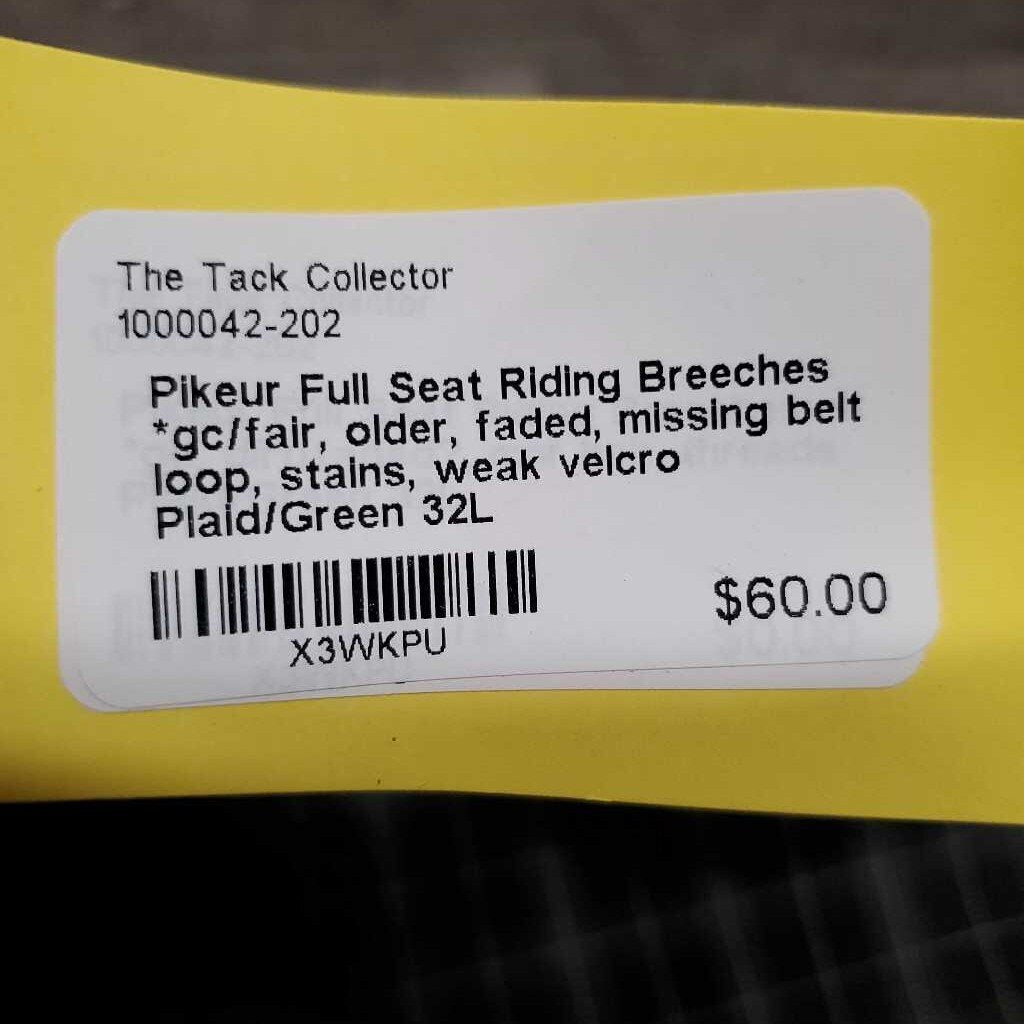 The Tack Collector
1000042-202
Pikeur Full Seat Riding Breeches
*gc/fair, older, faded, missing belt
loop, stains, weak velcro
Plaid/Green 32L
$60.00
X3WKPU